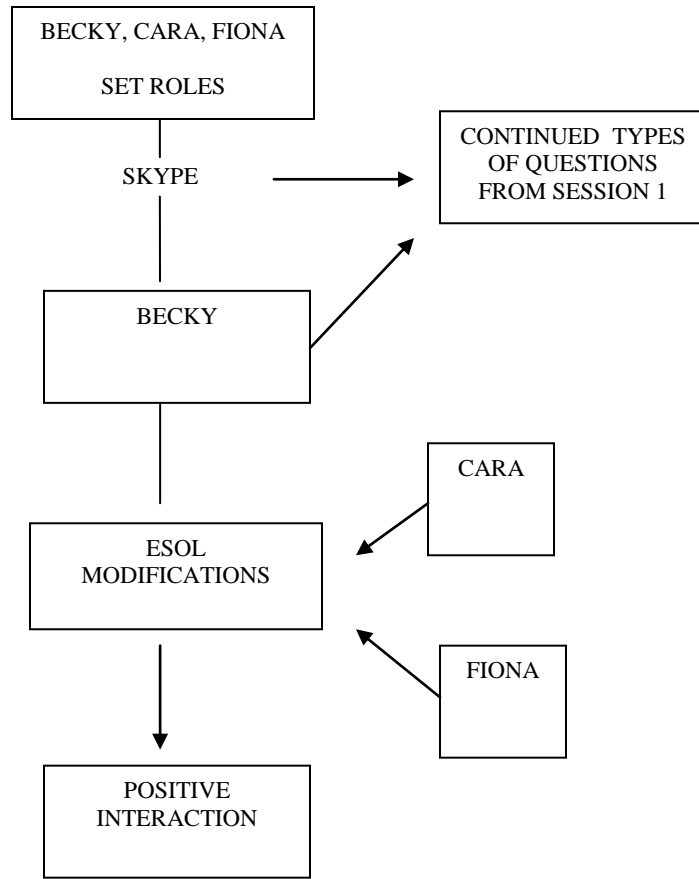 BECKY, CARA, FIONA
SET ROLES
SKYPE
CONTINUED TYPES
OF QUESTIONS
FROM SESSION 1
BECKY
CARA
ESOL
MODIFICATIONS
FIONA
POSITIVE
INTERACTION